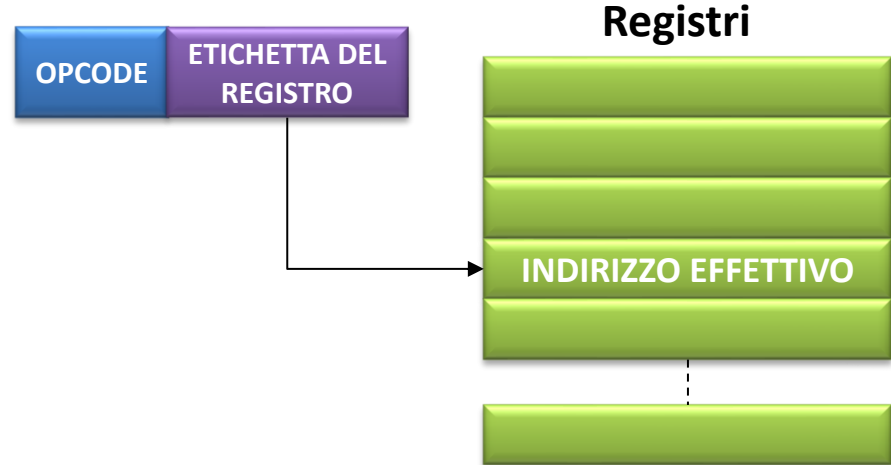 Registri
OPCODE
ETICHETTA DEL
REGISTRO
INDIRIZZO EFFETTIVO